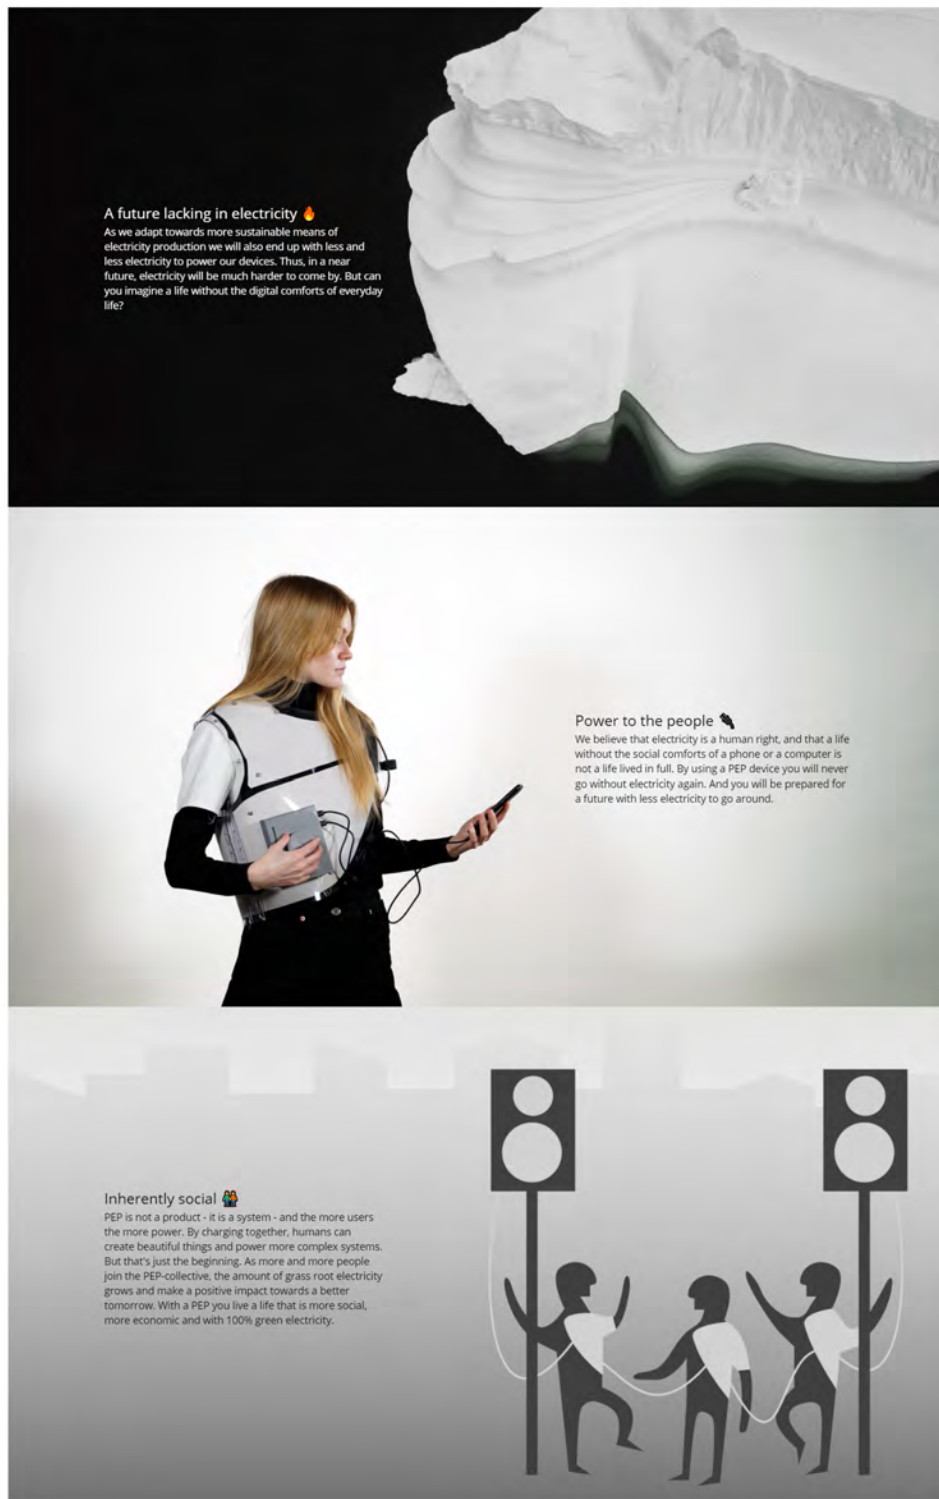 A future lacking in electricity 🔥
As we adapt towards more sustainable means of
electricity production we will also end up with less and
less electricity to power our devices. Thus, in a near
future, electricity will be much harder to come by. But can
you imagine a life without the digital comforts of everyday
life?
Power to the people 🔌
We believe that electricity is a human right, and that a life
without the social comforts of a phone or a computer is
not a life lived in full. By using a PEP device you will never
go without electricity again. And you will be prepared for
a future with less electricity to go around.
Inherently social 👫
PEP is not a product - it is a system - and the more users
the more power. By charging together, humans can
create beautiful things and power more complex systems.
But that's just the beginning. As more and more people
join the PEP-collective, the amount of grass root electricity
grows and make a positive impact towards a better
tomorrow. With a PEP you live a life that is more social,
more economic and with 100% green electricity.